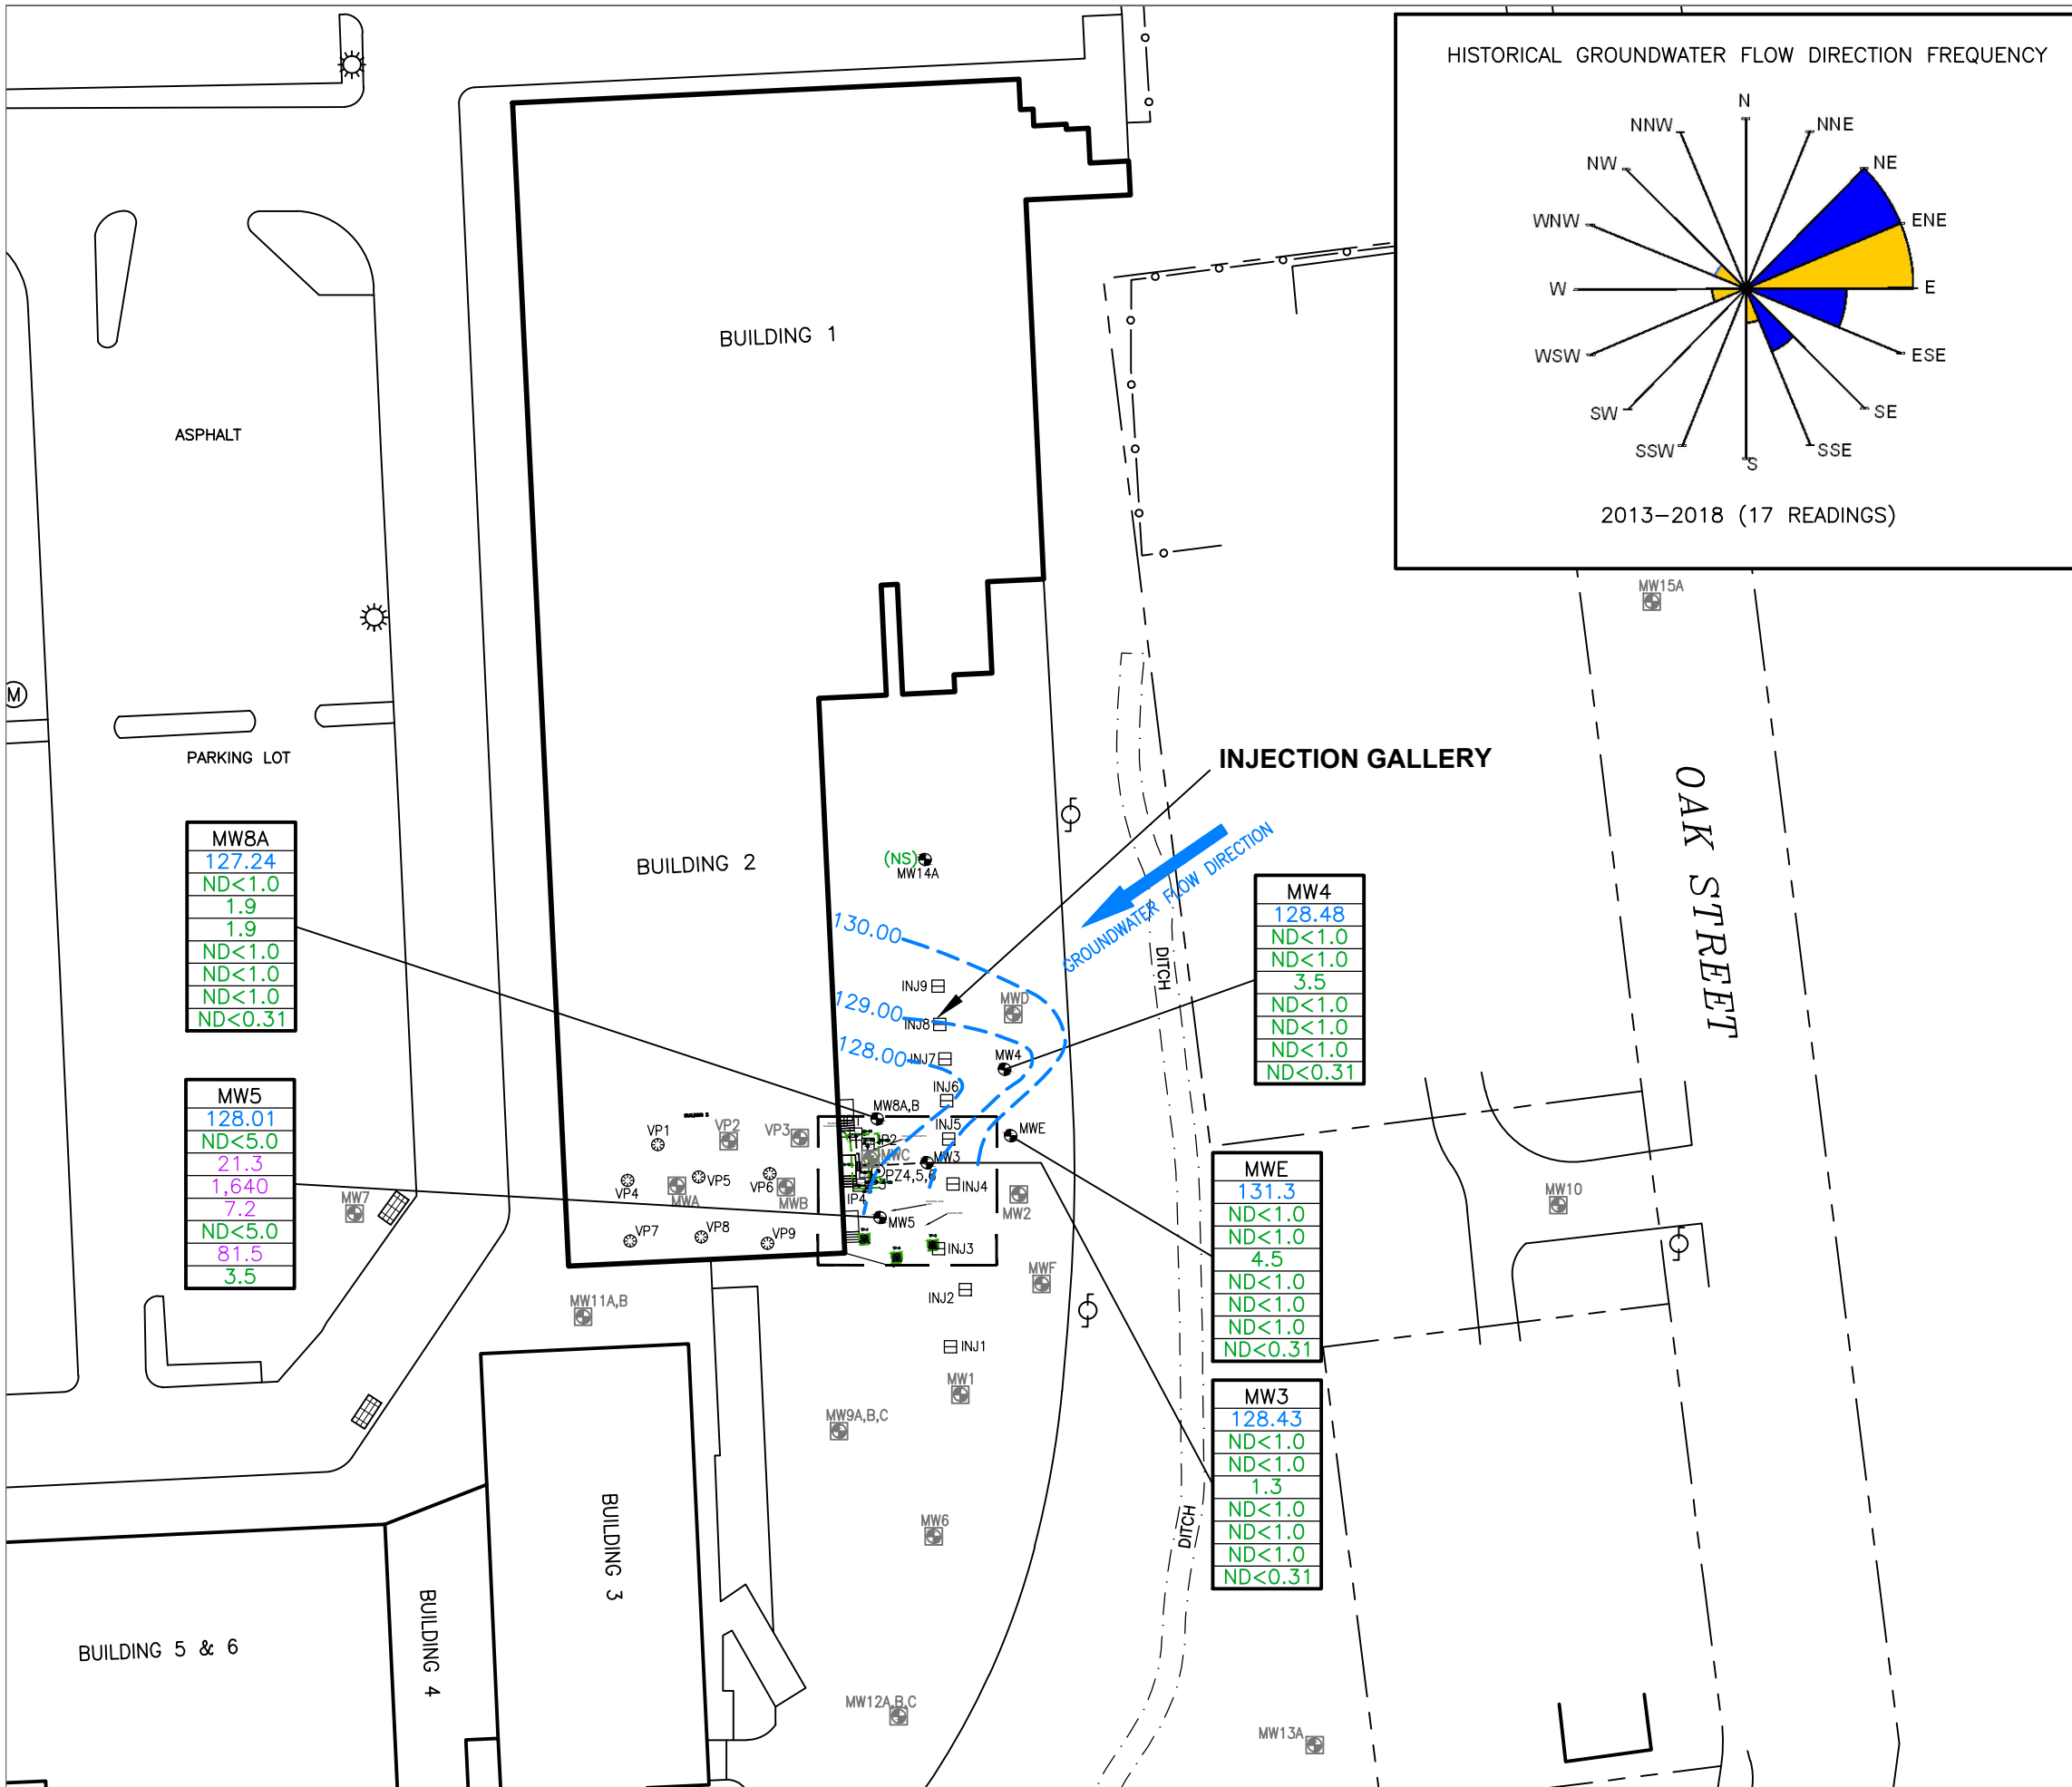 HISTORICAL GROUNDWATER FLOW DIRECTION FREQUENCY
N
NNW
NNE
NW
NE
WNW
ENE
W
E
WSW
ESE
SW
SE
SSW
S
SSE
2013-2018 (17 READINGS)
BUILDING 1
ASPHALT
MW15A
M
PARKING LOT
INJECTION GALLERY
OAK STREET
BUILDING 2
(NS)
MW14A
GROUNDWATER FLOW DIRECTION
DITCH
MW8A
127.24
ND<1.0
1.9
1.9
ND<1.0
ND<1.0
ND<1.0
ND<0.31
MW4
128.48
ND<1.0
ND<1.0
3.5
ND<1.0
ND<1.0
ND<1.0
ND<0.31
130.00
129.00
128.00
INJ9
INJ8
INJ7
INJ6
INJ5
INJ4
INJ3
INJ2
INJ1
MWD
MW4
MW8A,B
MWE
MW3
MWC
PZ4,5,6
IP2
IP4
MW5
MW2
MWF
MW5
128.01
ND<5.0
21.3
1,640
7.2
ND<5.0
81.5
3.5
VP1
VP2
VP3
VP4
VP5
VP6
VP7
VP8
VP9
MWA
MWB
MW7
MW11A,B
MWE
131.3
ND<1.0
ND<1.0
4.5
ND<1.0
ND<1.0
ND<1.0
ND<0.31
MW10
MW3
128.43
ND<1.0
ND<1.0
1.3
ND<1.0
ND<1.0
ND<1.0
ND<0.31
MW1
MW9A,B,C
MW6
DITCH
BUILDING 3
BUILDING 4
BUILDING 5 & 6
MW12A,B,C
MW13A